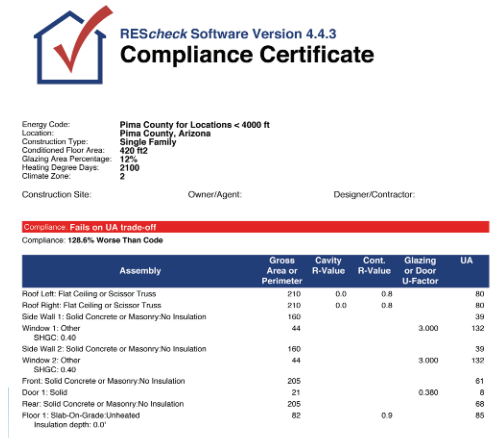 REScheck Software Version 4.4.3
Compliance Certificate
Energy Code: Pima County for Locations < 4000 ft
Location: Pima County, Arizona
Construction Type: Single Family
Conditioned Floor Area: 420 ft2
Glazing Area Percentage: 12%
Heating Degree Days: 2100
Climate Zone: 2
Construction Site: Owner/Agent: Designer/Contractor:
Compliance: Fails on UA trade-off
Compliance: 128.6% Worse Than Code
Assembly Gross Area or Perimeter Cavity R-Value Cont. R-Value Glazing or Door U-Factor UA
Roof Left: Flat Ceiling or Scissor Truss 210 0.0 0.8 80
Roof Right: Flat Ceiling or Scissor Truss 210 0.0 0.8 80
Side Wall 1: Solid Concrete or Masonry:No Insulation 160 39
Window 1: Other 44 3.000 132
SHGC: 0.40
Side Wall 2: Solid Concrete or Masonry:No Insulation 160 39
Window 2: Other 44 3.000 132
SHGC: 0.40
Front: Solid Concrete or Masonry:No Insulation 205 61
Door 1: Solid 21 0.380 8
Rear: Solid Concrete or Masonry:No Insulation 205 68
Floor 1: Slab-On-Grade:Unheated 82 0.9 85
Insulation depth: 0.0'